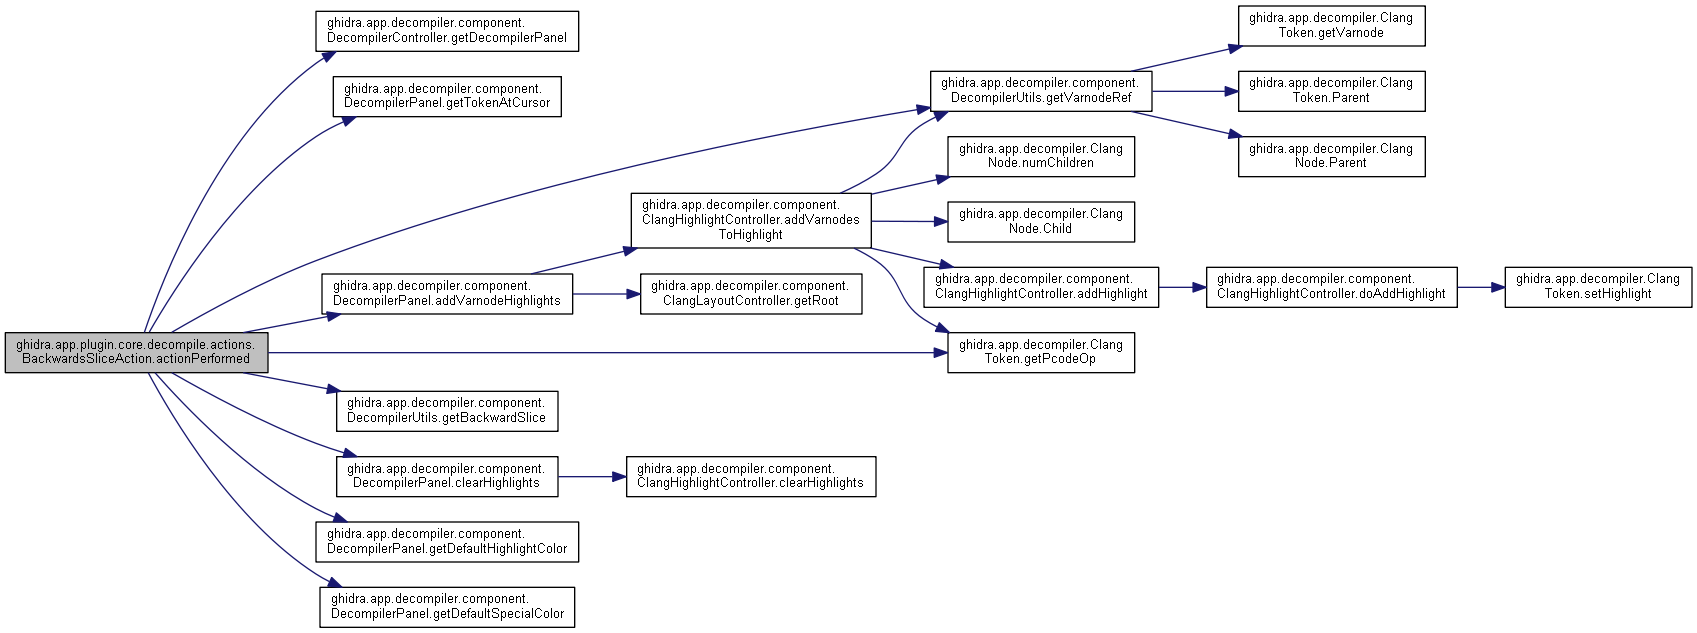 ghidra.app.plugin.core.decompile.actions.
BackwardsSliceAction.actionPerformed
ghidra.app.decompiler.component.
DecompilerController.getDecompilerPanel
ghidra.app.decompiler.component.
DecompilerPanel.getTokenAtCursor
ghidra.app.decompiler.component.
DecompilerUtils.getVarnodeRef
ghidra.app.decompiler.Clang
Token.getVarnode
ghidra.app.decompiler.Clang
Token.Parent
ghidra.app.decompiler.Clang
Node.Parent
ghidra.app.decompiler.component.
DecompilerPanel.addVarnodeHighlights
ghidra.app.decompiler.component.
ClangHighlightController.addVarnodes
ToHighlight
ghidra.app.decompiler.Clang
Node.numChildren
ghidra.app.decompiler.Clang
Node.Child
ghidra.app.decompiler.component.
ClangHighlightController.addHighlight
ghidra.app.decompiler.component.
ClangHighlightController.doAddHighlight
ghidra.app.decompiler.Clang
Token.setHighlight
ghidra.app.decompiler.component.
ClangLayoutController.getRoot
ghidra.app.decompiler.Clang
Token.getPcodeOp
ghidra.app.decompiler.component.
DecompilerUtils.getBackwardSlice
ghidra.app.decompiler.component.
DecompilerPanel.clearHighlights
ghidra.app.decompiler.component.
ClangHighlightController.clearHighlights
ghidra.app.decompiler.component.
DecompilerPanel.getDefaultHighlightColor
ghidra.app.decompiler.component.
DecompilerPanel.getDefaultSpecialColor